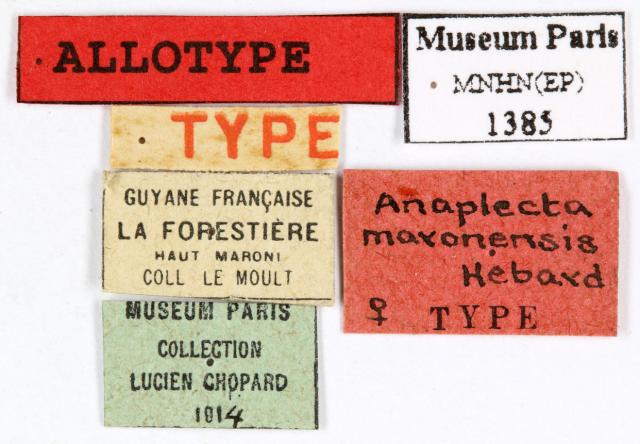 ALLOTYPE
Museum Paris
MNHN(EP)
1385
TYPE
GUYANE FRANÇAISE
LA FORESTIÈRE
HAUT MARONI
COLL LE MOULT
Anaplecta
maronensis
Hebard
♀ TYPE
MUSEUM PARIS
COLLECTION
LUCIEN CHOPARD
1914